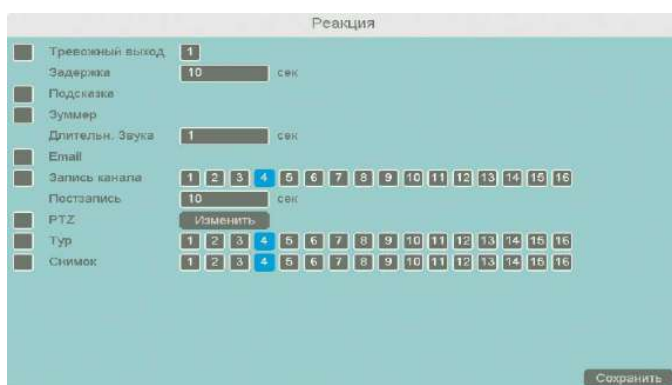 Реакция
Тревожный выход 1
Задержка 10 сек
Подсказка
Зуммер
Длительн. Звука 1 сек
Email
Запись канала 1 2 3 4 5 6 7 8 9 10 11 12 13 14 15 16
Постзапись 10 сек
PTZ Изменить
Тур 1 2 3 4 5 6 7 8 9 10 11 12 13 14 15 16
Снимок 1 2 3 4 5 6 7 8 9 10 11 12 13 14 15 16
Сохранить